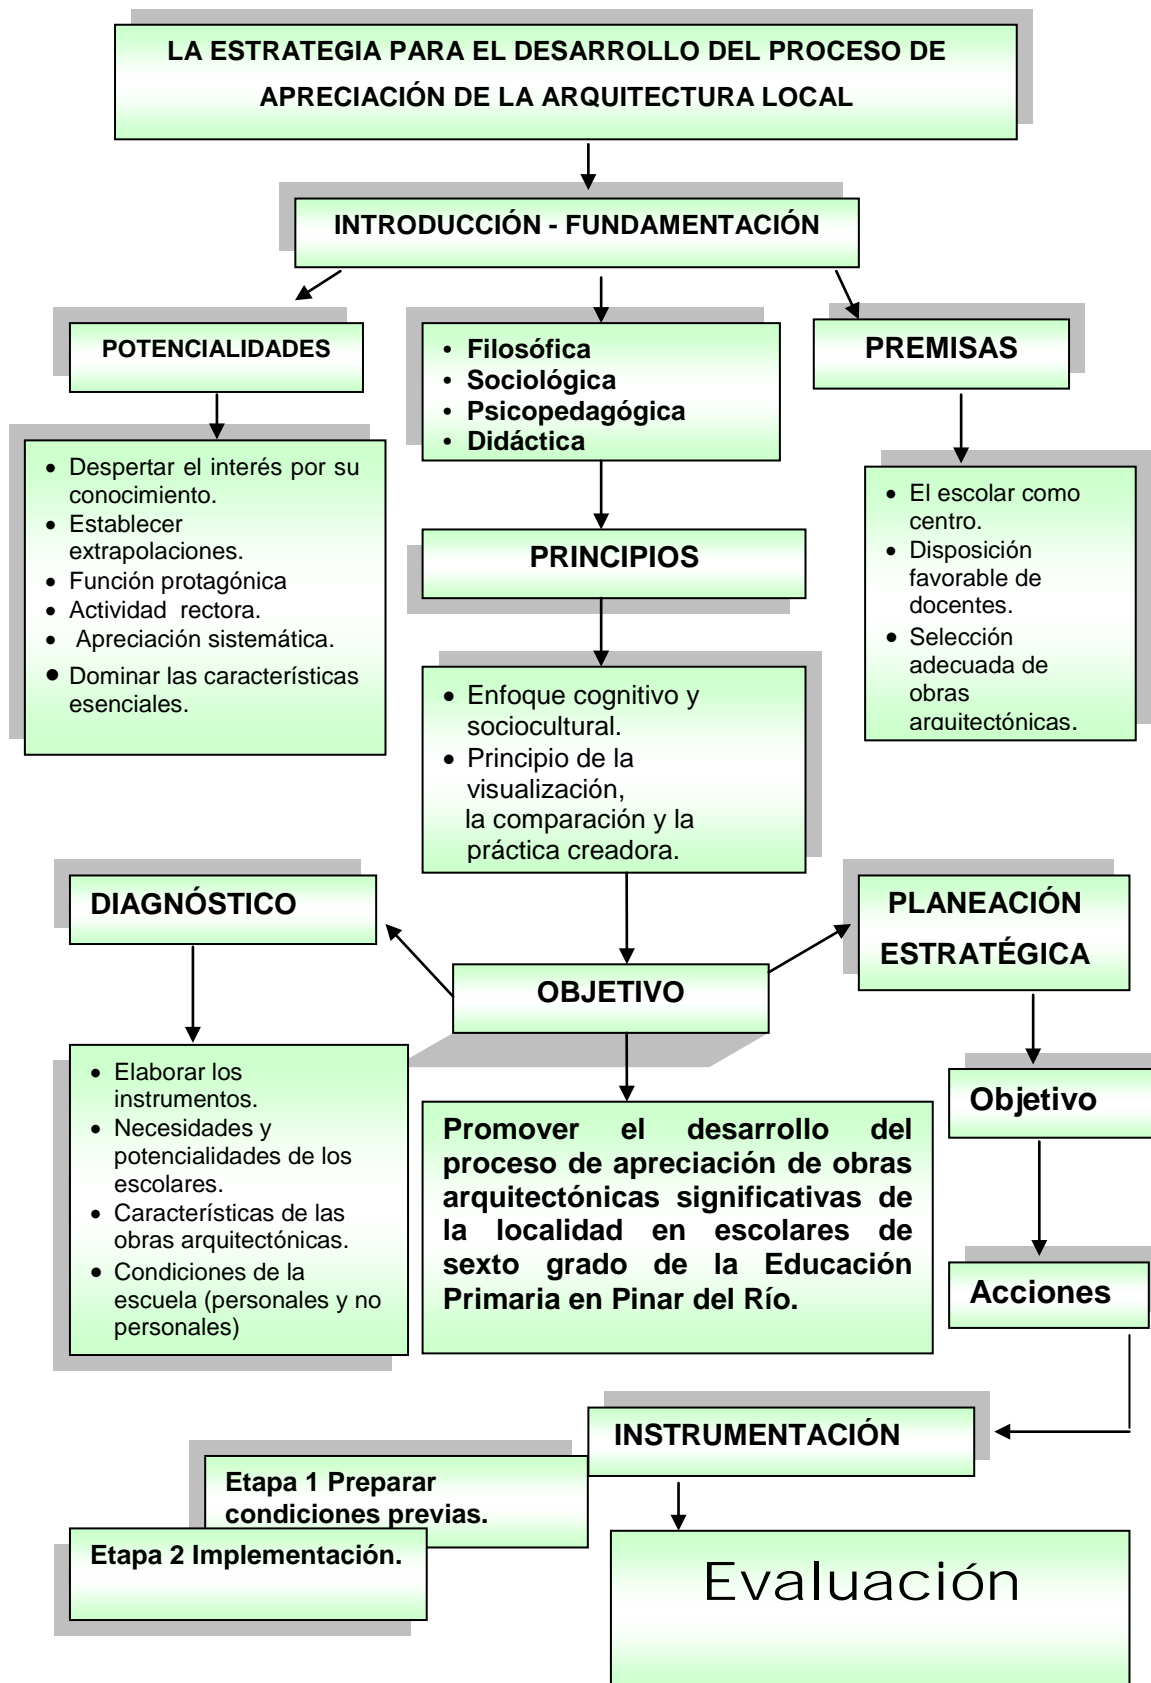 LA ESTRATEGIA PARA EL DESARROLLO DEL PROCESO DE
APRECIACIÓN DE LA ARQUITECTURA LOCAL
INTRODUCCIÓN - FUNDAMENTACIÓN
POTENCIALIDADES
• Filosófica
• Sociológica
• Psicopedagógica
• Didáctica
PREMISAS
• Despertar el interés por su
conocimiento.
• Establecer
extrapolaciones.
• Función protagónica
• Actividad rectora.
• Apreciación sistemática.
• Dominar las características
esenciales.
PRINCIPIOS
• El escolar como
centro.
• Disposición
favorable de
docentes.
• Selección
adecuada de
obras
arquitectónicas.
• Enfoque cognitivo y
sociocultural.
• Principio de la
visualización,
la comparación y la
práctica creadora.
DIAGNÓSTICO
OBJETIVO
PLANEACIÓN
ESTRATÉGICA
• Elaborar los
instrumentos.
• Necesidades y
potencialidades de los
escolares.
• Características de las
obras arquitectónicas.
• Condiciones de la
escuela (personales y no
personales)
Promover el desarrollo del
proceso de apreciación de obras
arquitectónicas significativas de
la localidad en escolares de
sexto grado de la Educación
Primaria en Pinar del Río.
Objetivo
Acciones
INSTRUMENTACIÓN
Etapa 1 Preparar
condiciones previas.
Etapa 2 Implementación.
Evaluación